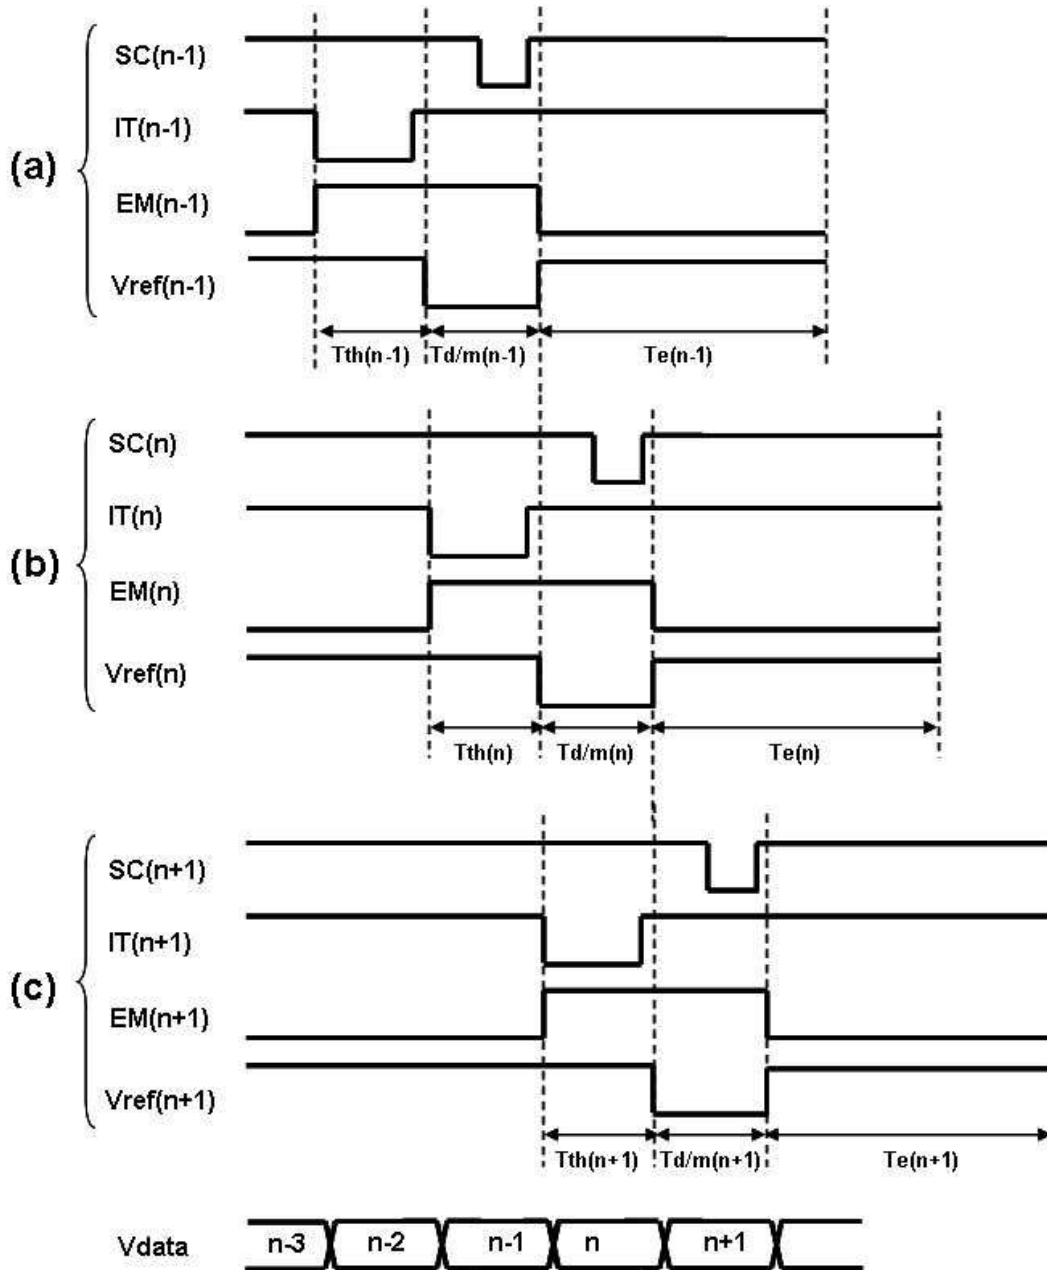 (a)
SC(n-1)
IT(n-1)
EM(n-1)
Vref(n-1)
Tth(n-1) Td/m(n-1) Te(n-1)
(b)
SC(n)
IT(n)
EM(n)
Vref(n)
Tth(n) Td/m(n) Te(n)
(c)
SC(n+1)
IT(n+1)
EM(n+1)
Vref(n+1)
Tth(n+1) Td/m(n+1) Te(n+1)
Vdata n-3 n-2 n-1 n n+1